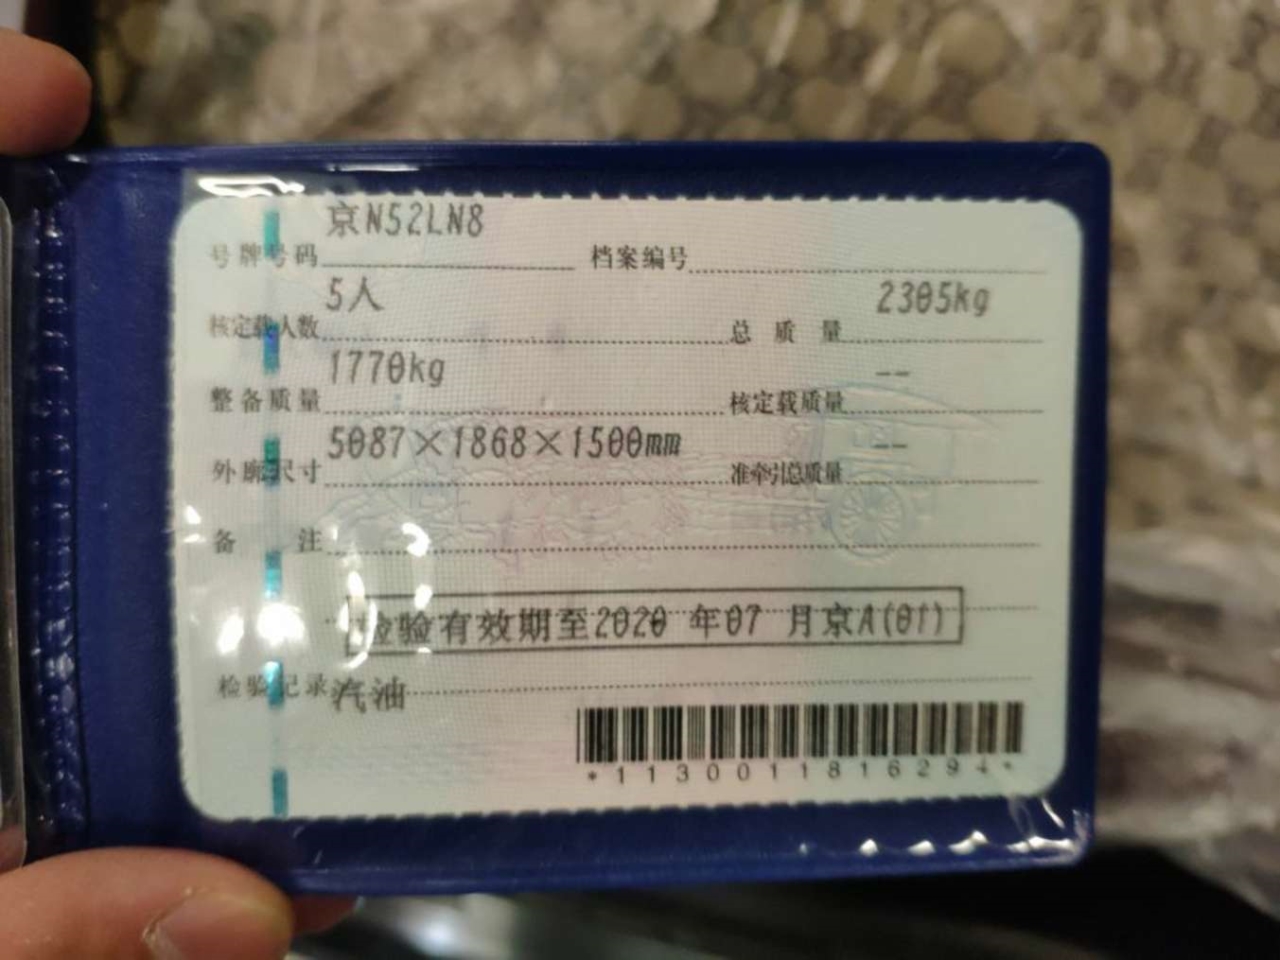 号牌号码 京N52LN8 档案编号
核定载人数 5人 总质量 2305kg
整备质量 1770kg 核定载质量 --
外廓尺寸 5087×1868×1500mm 准牵引总质量 --
备注
检验有效期至2020 年07 月京A(01)
检验记录 汽油
*1130011816294*